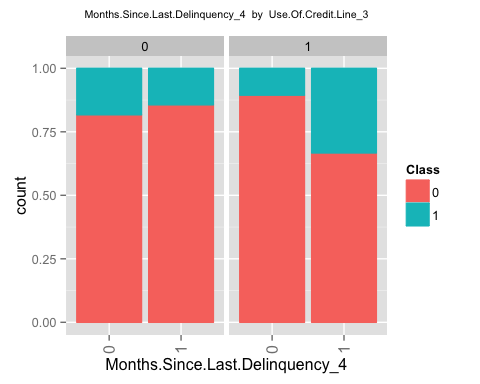 Months.Since.Last.Delinquency_4 by Use.Of.Credit.Line_3
0 1
1.00
0.75
0.50
0.25
0.00
count
0 1 0 1
Months.Since.Last.Delinquency_4
Class
0
1